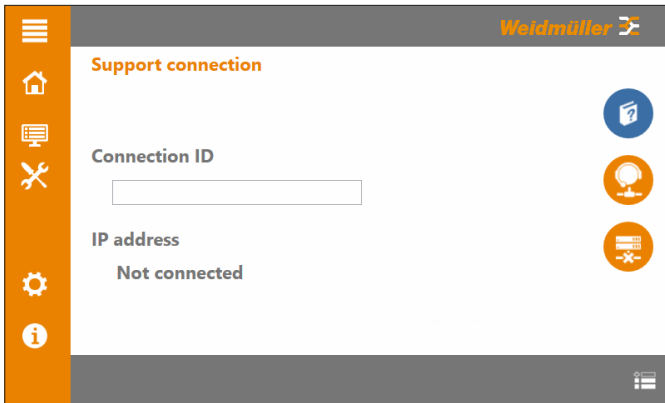 Weidmüller
Support connection
Connection ID
IP address
Not connected